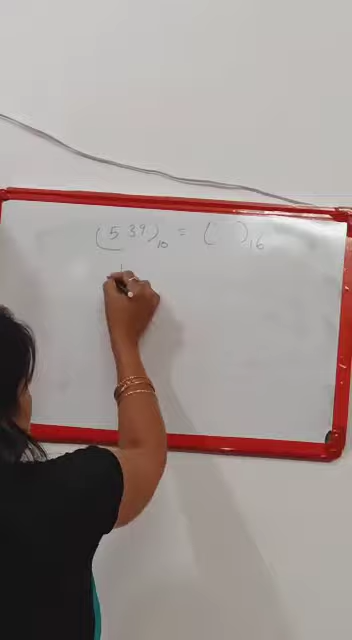 (539)₁₀ = ( )₁₆